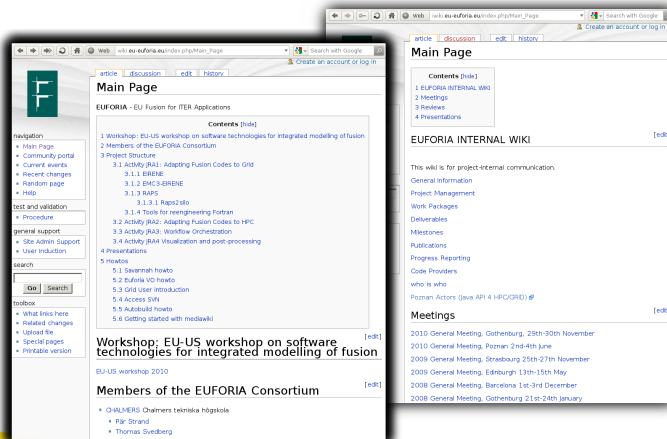 Web wiki.eu-euforia.eu/index.php/Main_Page Search with Google
Create an account or log in
article discussion edit history
Main Page
EUFORIA - EU Fusion for ITER Applications
Contents [hide]
1 Workshop: EU-US workshop on software technologies for integrated modelling of fusion
2 Members of the EUFORIA Consortium
3 Project Structure
3.1 Activity JRA1: Adapting Fusion Codes to Grid
3.1.1 EIRENE
3.1.2 EMC3-EIRENE
3.1.3 RAPS
3.1.3.1 Raps2silo
3.1.4 Tools for reengineering Fortran
3.2 Activity JRA2: Adapting Fusion Codes to HPC
3.3 Activity JRA3: Workflow Orchestration
3.4 Activity JRA4 Visualization and post-processing
4 Presentations
5 Howtos
5.1 Savannah howto
5.2 Euforia VO howto
5.3 Grid User introduction
5.4 Access SVN
5.5 Autobuild howto
5.6 Getting started with mediawiki
[edit]
Workshop: EU-US workshop on software
technologies for integrated modelling of fusion
EU-US workshop 2010
[edit]
Members of the EUFORIA Consortium
CHALMERS Chalmers tekniska högskola
Pär Strand
Thomas Svedberg
navigation
Main Page
Community portal
Current events
Recent changes
Random page
Help
test and validation
Procedure
general support
Site Admin Support
User Induction
search
Go Search
toolbox
What links here
Related changes
Upload file
Special pages
Printable version
Web wiki.eu-euforia.eu/index.php/Main_Page Search with Google
Create an account or log in
article discussion edit history
Main Page
Contents [hide]
1 EUFORIA INTERNAL WIKI
2 Meetings
3 Reviews
4 Presentations
[edit]
EUFORIA INTERNAL WIKI
This wiki is for project-internal communication.
General Information
Project Management
Work Packages
Deliverables
Milestones
Publications
Progress Reporting
Code Providers
who is who
Poznan Actors (Java API 4 HPC/GRID)
[edit]
Meetings
2010 General Meeting, Gothenburg, 29th-30th November
2010 General Meeting, Poznan 2nd-4th June
2009 General Meeting, Strasbourg 25th-27th November
2009 General Meeting, Edinburgh 13th-15th May
2008 General Meeting, Barcelona 1st-3rd December
2008 General Meeting, Gothenburg 21st-24th January